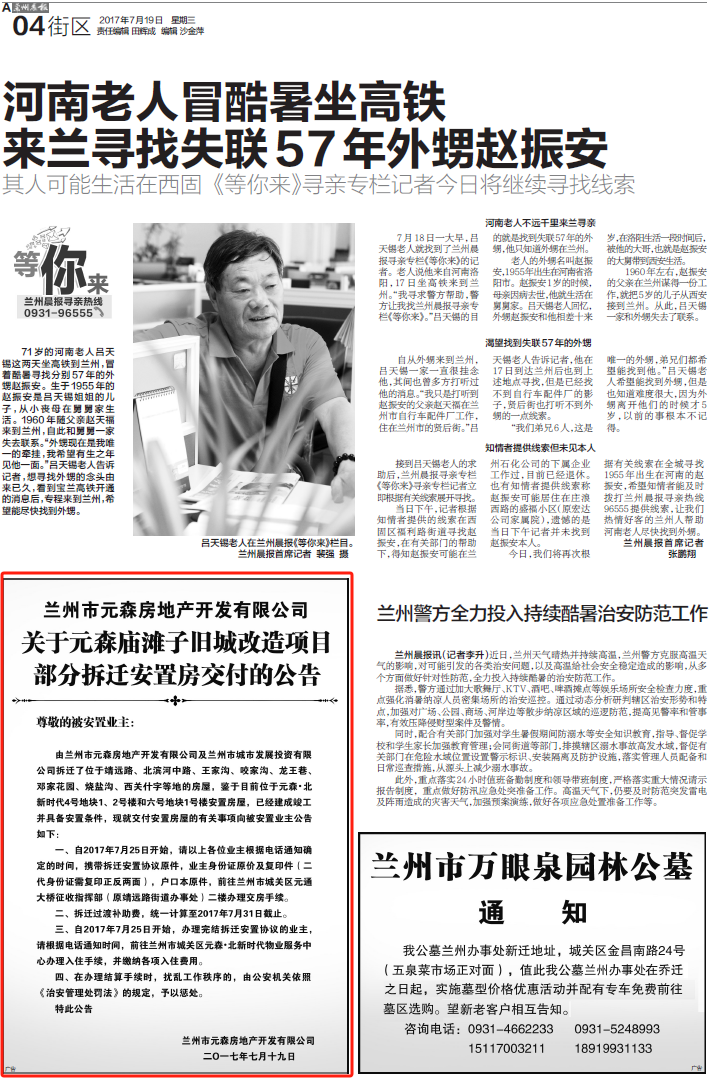 A 兰州晨报
04 街区
2017年7月19日 星期三
责任编辑 田辉成 编辑 沙金萍
河南老人冒酷暑坐高铁
来兰寻找失联57年外甥赵振安
其人可能生活在西固《等你来》寻亲专栏记者今日将继续寻找线索
等你来
兰州晨报寻亲热线
0931-96555
71岁的河南老人吕天
锡这两天坐高铁到兰州,冒
着酷暑寻找分别57年的外
甥赵振安。生于1955年的
赵振安是吕天锡姐姐的儿
子,从小丧母在舅舅家生
活。1960年随父亲赵天福
来到兰州,自此和舅舅一家
失去联系。“外甥现在是我唯
一的牵挂,我希望有生之年
见他一面。”吕天锡老人告诉
记者,想寻找外甥的念头由
来已久,看到宝兰高铁开通
的消息后,专程来到兰州,希
望能尽快找到外甥。
吕天锡老人在兰州晨报《等你来》栏目。
兰州晨报首席记者 裴强 摄
河南老人不远千里来兰寻亲
7月18日一大早,吕
天锡老人就找到了兰州晨
报寻亲专栏《等你来》的记
者。老人说他来自河南洛
阳,17日坐高铁来到兰
州。“我寻求警方帮助,警
方让我找兰州晨报寻亲专
栏《等你来》。”吕天锡的目
的就是找到失联57年的外
甥,他只知道外甥在兰州。
老人的外甥名叫赵振
安,1955年出生在河南省洛
阳市。赵振安1岁的时候,
母亲因病去世,他就生活在
舅舅家。吕天锡老人回忆,
外甥赵振安和他相差十来
岁,在洛阳生活一段时间后,
被他的大哥,也就是赵振安
的大舅带到西安生活。
1960年左右,赵振安
的父亲在兰州谋得一份工
作,就把5岁的儿子从西安
接到兰州。从此,吕天锡
一家和外甥失去了联系。
渴望找到失联57年的外甥
自从外甥来到兰州,
吕天锡一家一直很挂念
他,其间也曾多方打听过
他的消息。“我只是打听到
赵振安的父亲赵天福在兰
州市自行车配件厂工作,
住在兰州市的贤后街。”吕
天锡老人告诉记者,他在
17日到达兰州后也到上
述地点寻找,但是已经找
不到自行车配件厂的影
子,贤后街也打听不到外
甥的一点线索。
“我们弟兄6人,这是
唯一的外甥,弟兄们都希
望能找到他。”吕天锡老
人希望能找到外甥,但是
也知道难度很大,因为外
甥离开他们的时候才5
岁,以前的事根本不记
得。
知情者提供线索但未见本人
接到吕天锡老人的求
助后,兰州晨报寻亲专栏
《等你来》寻亲专栏记者立
即根据有关线索展开寻找。
当日下午,记者根据
知情者提供的线索在西
固区福利路街道寻找赵
振安,在有关部门的帮助
下,得知赵振安可能在兰
州石化公司的下属企业
工作过,目前已经退休。
也有知情者提供线索称
赵振安可能居住在庄浪
西路的盛福小区(原宏达
公司家属院),遗憾的是
当日下午记者并未找到
赵振安本人。
今日,我们将再次根
据有关线索在全城寻找
1955年出生在河南的赵
振安,希望知情者能及时
拨打兰州晨报寻亲热线
96555提供线索,让我们
热情好客的兰州人帮助
河南老人尽快找到外甥。
兰州晨报首席记者
张鹏翔
兰州市元森房地产开发有限公司
关于元森庙滩子旧城改造项目
部分拆迁安置房交付的公告
尊敬的被安置业主:
由兰州市元森房地产开发有限公司及兰州市城市发展投资有限
公司拆迁了位于靖远路、北滨河中路、王家沟、咬家沟、龙王巷、
邓家花园、烧盐沟、西关什字等地的房屋,鉴于目前位于元森·北
新时代4号地块1、2号楼和六号地块1号楼安置房屋,已经建成竣工
并具备安置条件,现就交付安置房屋的有关事项向被安置业主公告
如下:
一、自2017年7月25日开始,请以上各位业主根据电话通知确
定的时间,携带拆迁安置协议原件,业主身份证原价及复印件(二
代身份证需复印正反两面),户口本原件,前往兰州市城关区元通
大桥征收指挥部(原靖远路街道办事处)二楼办理交房手续。
二、拆迁过渡补助费,统一计算至2017年7月31日截止。
三、自2017年7月25日开始,办理完结拆迁安置协议的业主,
请根据电话通知时间,前往兰州市城关区元森·北新时代物业服务中
心办理入住手续,并缴纳各项入住费用。
四、在办理结算手续时,扰乱工作秩序的,由公安机关依照
《治安管理处罚法》的规定,予以惩处。
特此公告
兰州市元森房地产开发有限公司
二〇一七年七月十九日
广告
兰州警方全力投入持续酷暑治安防范工作
兰州晨报讯(记者李升)近日,兰州天气晴热并持续高温,兰州警方克服高温天
气的影响,对可能引发的各类治安问题,以及高温给社会安全稳定造成的影响,从多
个方面做好针对性防范,全力投入持续酷暑的治安防范工作。
据悉,警方通过加大歌舞厅、KTV、酒吧、啤酒摊点等娱乐场所安全检查力度,重
点强化消暑纳凉人员密集场所的治安巡控。通过动态分析研判辖区治安形势和特
点,加强对广场、公园、商场、河岸边等散步纳凉区域的巡逻防范,提高见警率和管事
率,有效压降侵财型案件及警情。
同时,配合有关部门加强对学生暑假期间防溺水等安全知识教育,指导、督促学
校和学生家长加强教育管理;会同街道等部门,排摸辖区溺水事故高发水域,督促有
关部门在危险水域位置设置警示标识、安装隔离及防护设施,落实管理人员配备和
日常巡查措施,从源头上减少溺水事故。
此外,重点落实24小时值班备勤制度和领导带班制度,严格落实重大情况请示
报告制度,重点做好防汛应急处突准备工作。高温天气下,仍要及时防范突发雷电
及阵雨造成的灾害天气,加强预案演练,做好各项应急处置准备工作等。
兰州市万眼泉园林公墓
通 知
我公墓兰州办事处新迁地址,城关区金昌南路24号
(五泉菜市场正对面),值此我公墓兰州办事处在乔迁
之日起,实施墓型价格优惠活动并配有专车免费前往
墓区选购。望新老客户相互告知。
咨询电话:0931-4662233 0931-5248993
15117003211 18919931133
广告